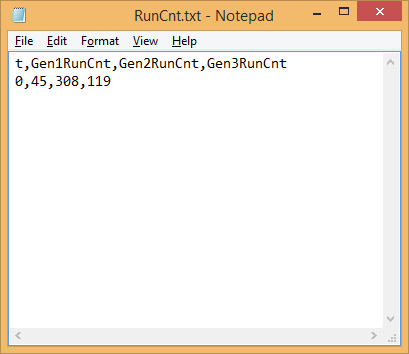 RunCnt.txt - Notepad
File Edit Format View Help
t,Gen1RunCnt,Gen2RunCnt,Gen3RunCnt
0,45,308,119